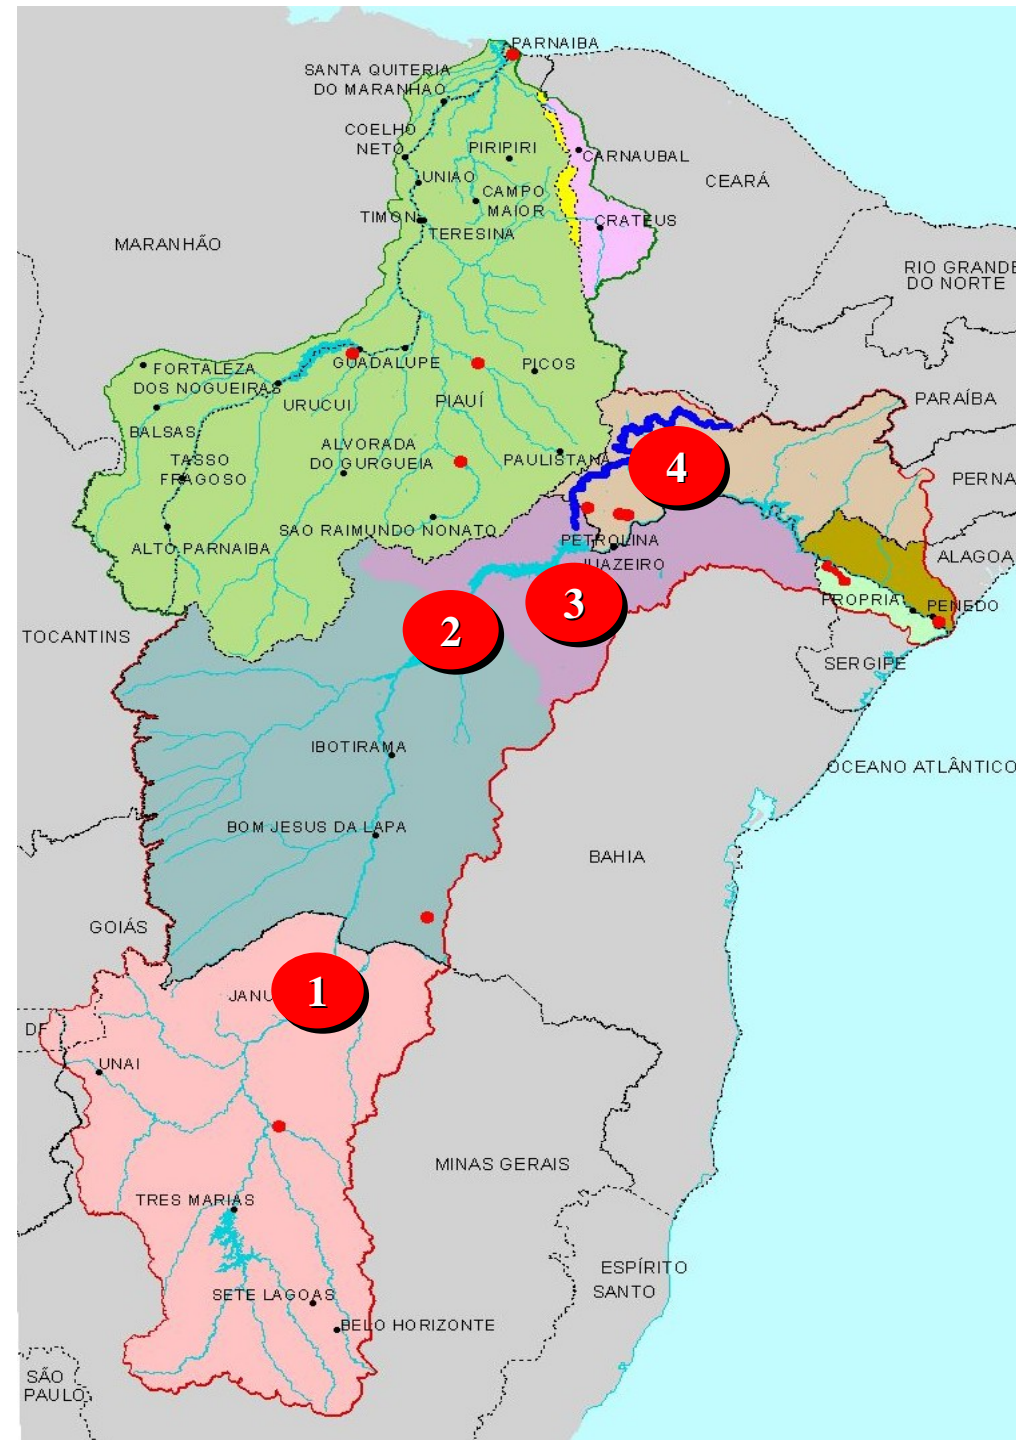 PARNAIBA
SANTA QUITERIA
DO MARANHAO
COELHO
NETO
PIRIPIRI
CARNAUBAL
UNIAO
CEARÁ
CAMPO
MAIOR
TIMON
CRATEUS
TERESINA
MARANHÃO
RIO GRANDE
DO NORTE
FORTALEZA
DOS NOGUEIRAS
GUADALUPE
PICOS
URUCUI
PIAUÍ
PARAÍBA
BALSAS
ALVORADA
DO GURGUEIA
TASSO
FRAGOSO
PAULISTANA
4
PERNA
SAO RAIMUNDO NONATO
ALTO PARNAIBA
PETROLINA
JUAZEIRO
ALAGOA
3
PROPRIA
PENEDO
2
TOCANTINS
SERGIPE
IBOTIRAMA
OCEANO ATLÂNTICO
BOM JESUS DA LAPA
BAHIA
GOIÁS
JANU
1
DF
UNAI
MINAS GERAIS
TRES MARIAS
ESPÍRITO
SANTO
SETE LAGOAS
BELO HORIZONTE
SÃO
PAULO